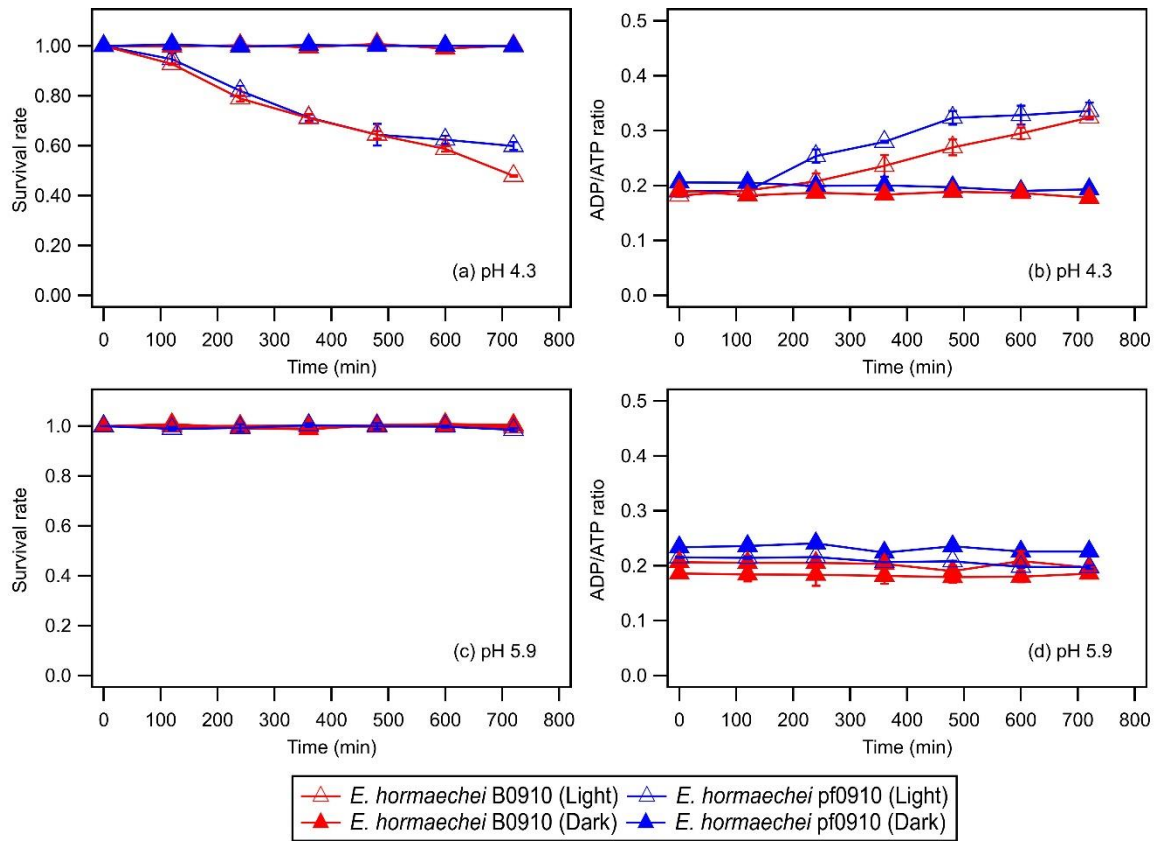 Survival rate
1.00
0.80
0.60
0.40
0.20
0.00
(a) pH 4.3
0 100 200 300 400 500 600 700 800
Time (min)
ADP/ATP ratio
0.5
0.4
0.3
0.2
0.1
0.0
(b) pH 4.3
0 100 200 300 400 500 600 700 800
Time (min)
Survival rate
1.0
0.8
0.6
0.4
0.2
0.0
(c) pH 5.9
0 100 200 300 400 500 600 700 800
Time (min)
ADP/ATP ratio
0.5
0.4
0.3
0.2
0.1
0.0
(d) pH 5.9
0 100 200 300 400 500 600 700 800
Time (min)
E. hormaechei B0910 (Light) E. hormaechei pf0910 (Light)
E. hormaechei B0910 (Dark) E. hormaechei pf0910 (Dark)